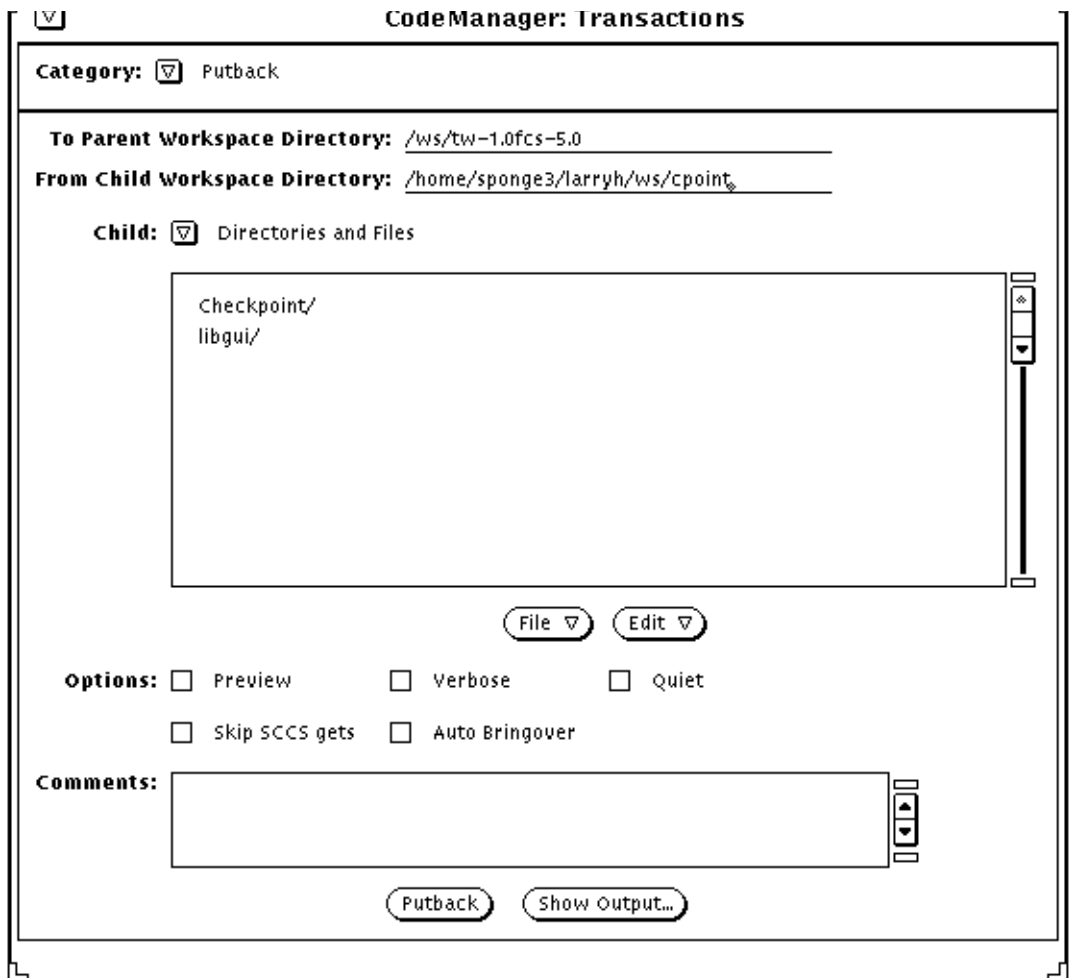 CodeManager: Transactions
Category: Putback
To Parent Workspace Directory: /ws/tw-1.0fcs-5.0
From Child Workspace Directory: /home/sponge3/larryh/ws/cpoint
Child: Directories and Files
Checkpoint/
libgui/
File Edit
Options: Preview Verbose Quiet
Skip SCCS gets Auto Bringover
Comments:
Putback Show Output...